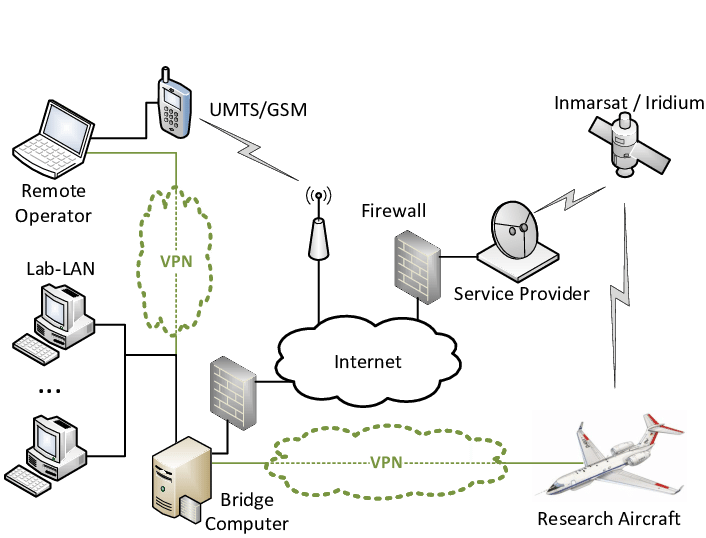 UMTS/GSM
Inmarsat / Iridium
Remote
Operator
Firewall
VPN
Lab-LAN
Service Provider
Internet
...
VPN
Bridge
Computer
Research Aircraft